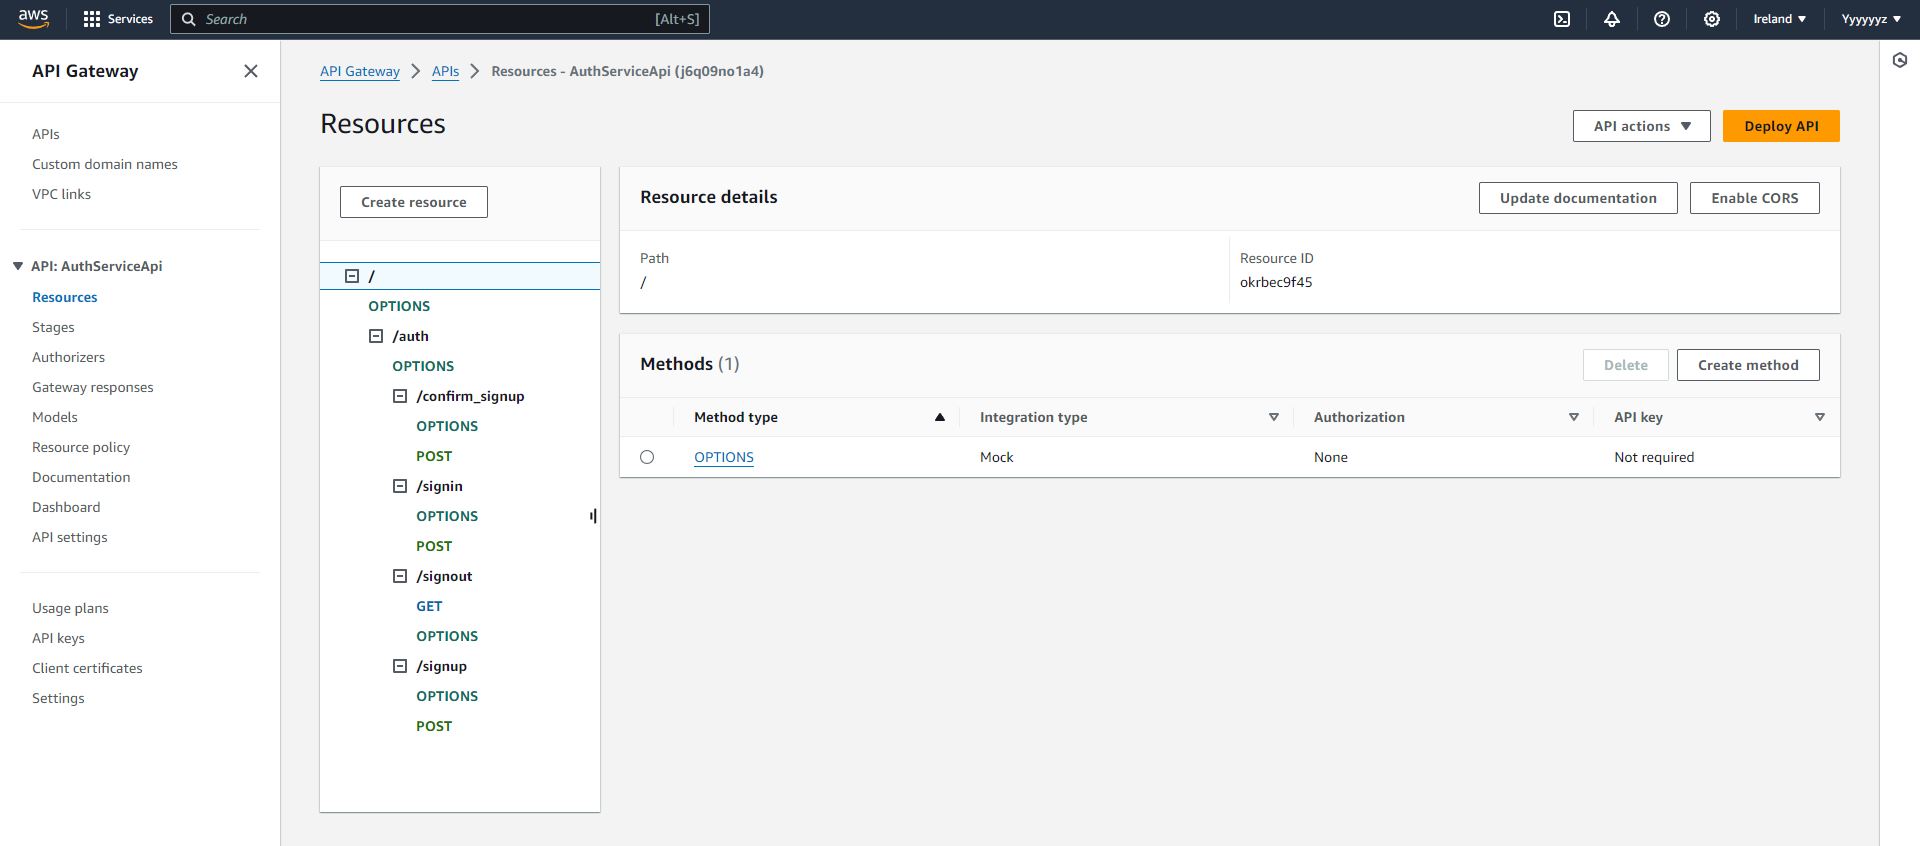 aws
Services
Search
[Alt+S]
Ireland
Yyyyyyz
API Gateway
APIs
Custom domain names
VPC links
API: AuthServiceApi
Resources
Stages
Authorizers
Gateway responses
Models
Resource policy
Documentation
Dashboard
API settings
Usage plans
API keys
Client certificates
Settings
API Gateway
APIs
Resources - AuthServiceApi (j6q09no1a4)
Resources
API actions
Deploy API
Create resource
/
OPTIONS
/auth
OPTIONS
/confirm_signup
OPTIONS
POST
/signin
OPTIONS
POST
/signout
GET
OPTIONS
/signup
OPTIONS
POST
Resource details
Update documentation
Enable CORS
Path
/
Resource ID
okrbec9f45
Methods (1)
Delete
Create method
Method type
Integration type
Authorization
API key
OPTIONS
Mock
None
Not required